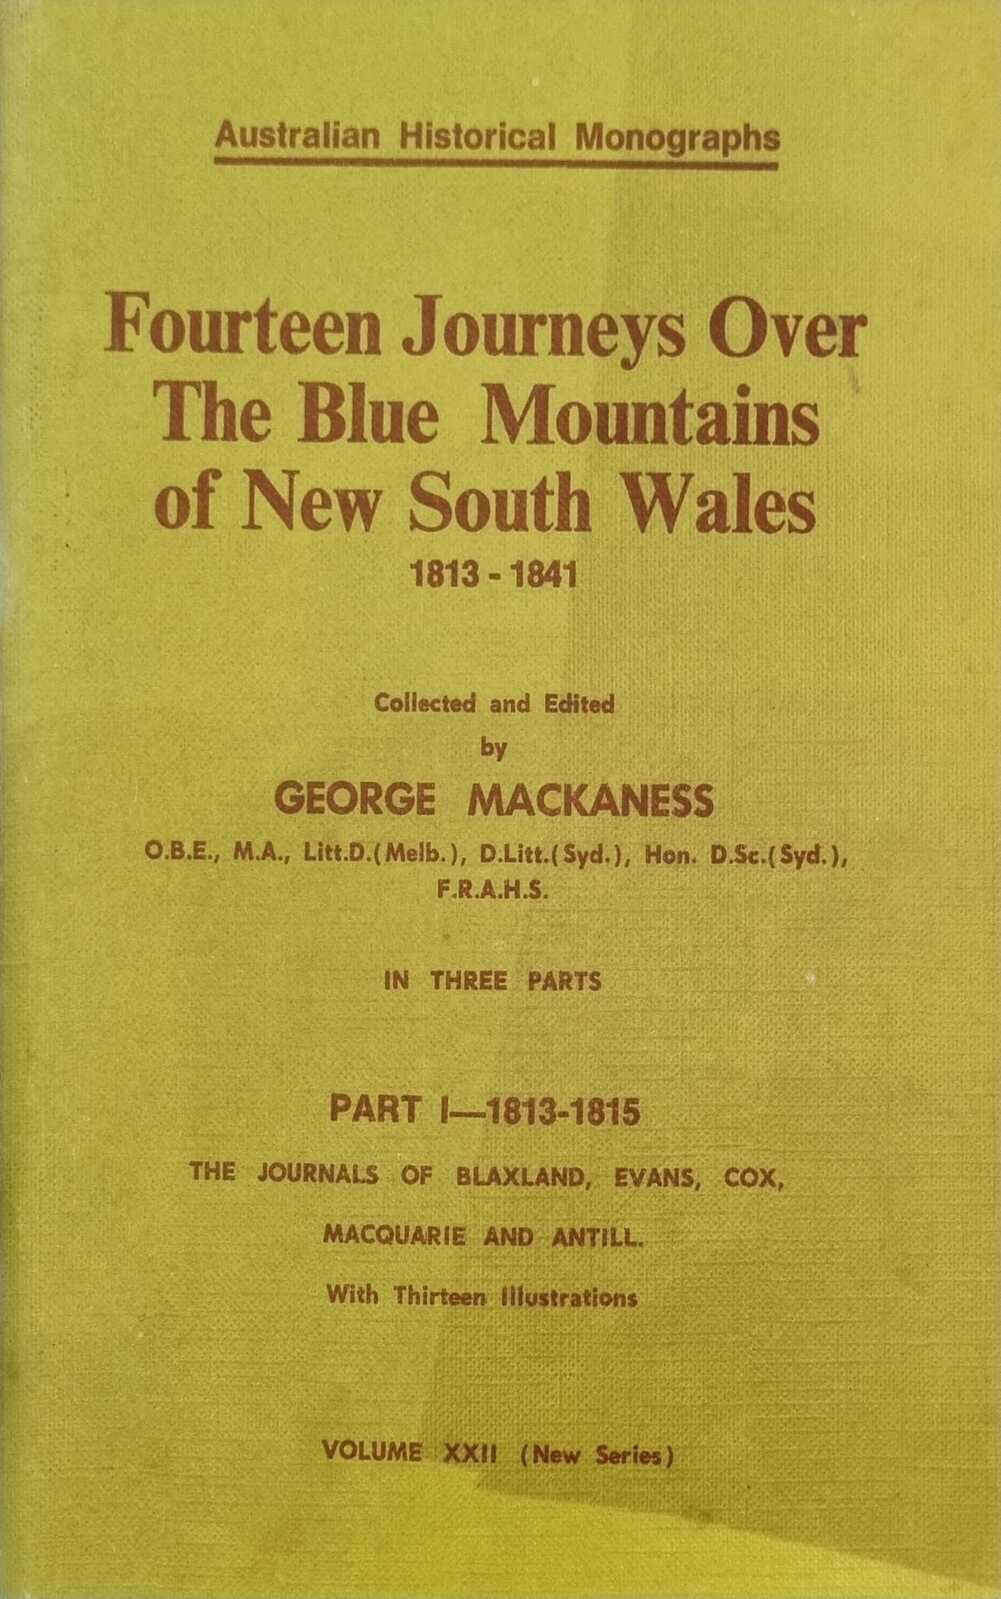 Australian Historical Monographs
Fourteen Journeys Over
The Blue Mountains
of New South Wales
1813 - 1841
Collected and Edited
by
GEORGE MACKANESS
O.B.E., M.A., Litt.D.(Melb.), D.Litt.(Syd.), Hon. D.Sc.(Syd.),
F.R.A.H.S.
IN THREE PARTS
PART I—1813-1815
THE JOURNALS OF BLAXLAND, EVANS, COX,
MACQUARIE AND ANTILL.
With Thirteen Illustrations
VOLUME XXII (New Series)